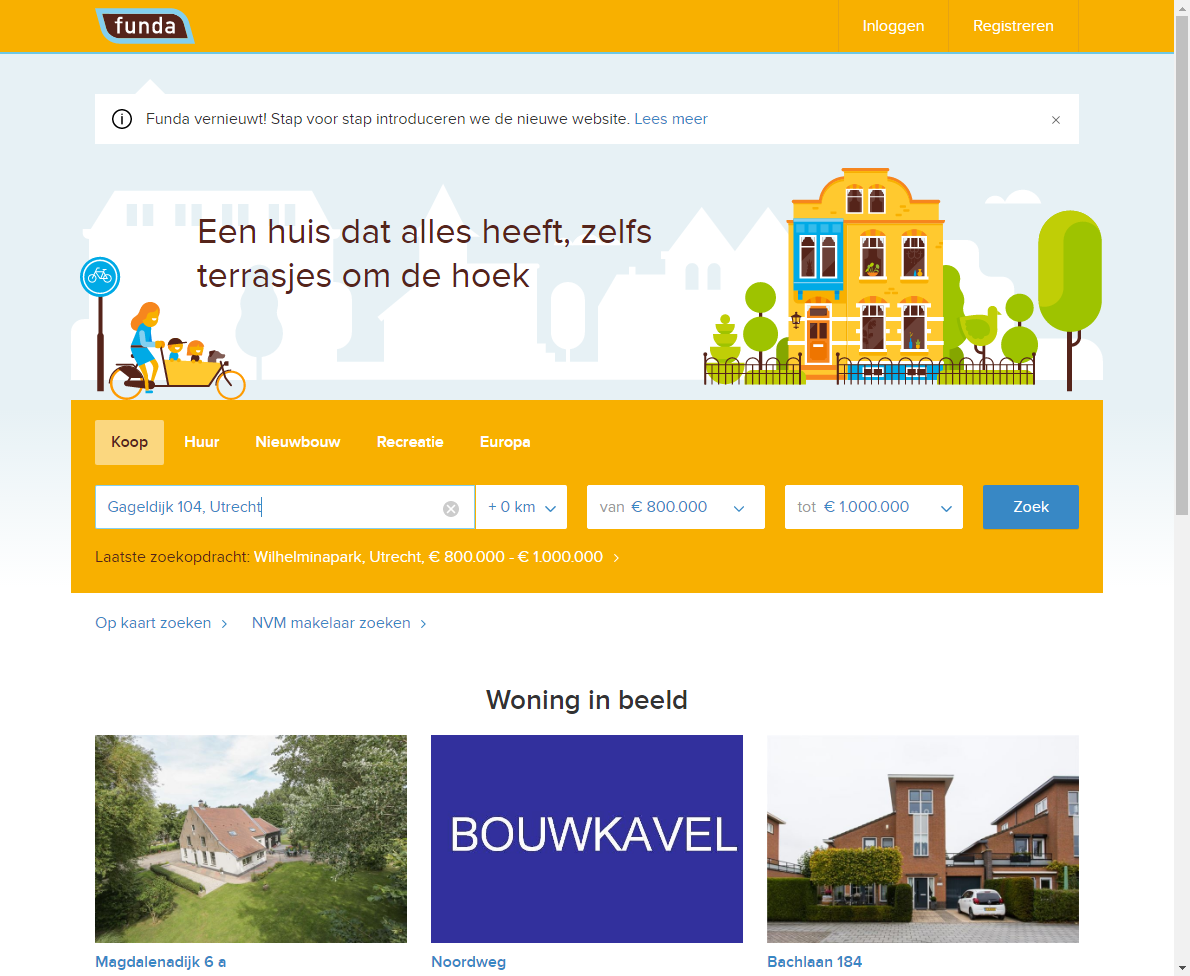 funda
Inloggen
Registreren
Funda vernieuwt! Stap voor stap introduceren we de nieuwe website. Lees meer
Een huis dat alles heeft, zelfs
terrasjes om de hoek
Koop
Huur
Nieuwbouw
Recreatie
Europa
Gageldijk 104, Utrecht
+ 0 km
van € 800.000
tot € 1.000.000
Zoek
Laatste zoekopdracht: Wilhelminapark, Utrecht, € 800.000 - € 1.000.000
Op kaart zoeken
NVM makelaar zoeken
Woning in beeld
BOUWKAVEL
Magdalenadijk 6 a
Noordweg
Bachlaan 184